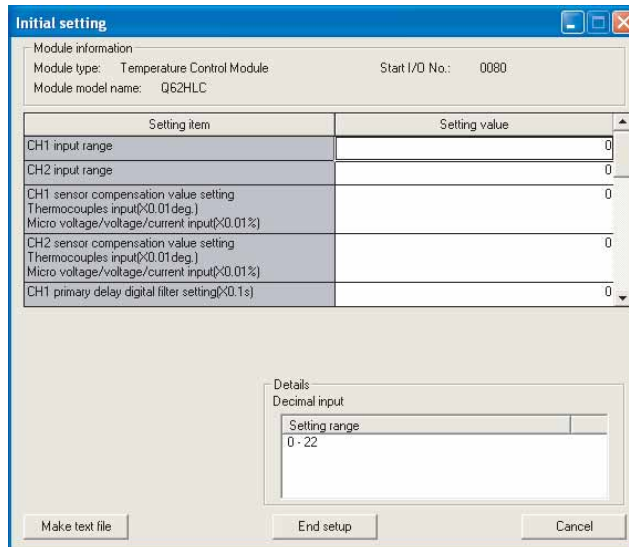 Initial setting
Module information
Module type: Temperature Control Module Start I/O No.: 0080
Module model name: Q62HLC
Setting item Setting value
CH1 input range 0
CH2 input range 0
CH1 sensor compensation value setting 0
Thermocouples input(X0.01deg.)
Micro voltage/voltage/current input(X0.01%)
CH2 sensor compensation value setting 0
Thermocouples input(X0.01deg.)
Micro voltage/voltage/current input(X0.01%)
CH1 primary delay digital filter setting(X0.1s) 0
Details
Decimal input
Setting range
0 - 22
Make text file End setup Cancel